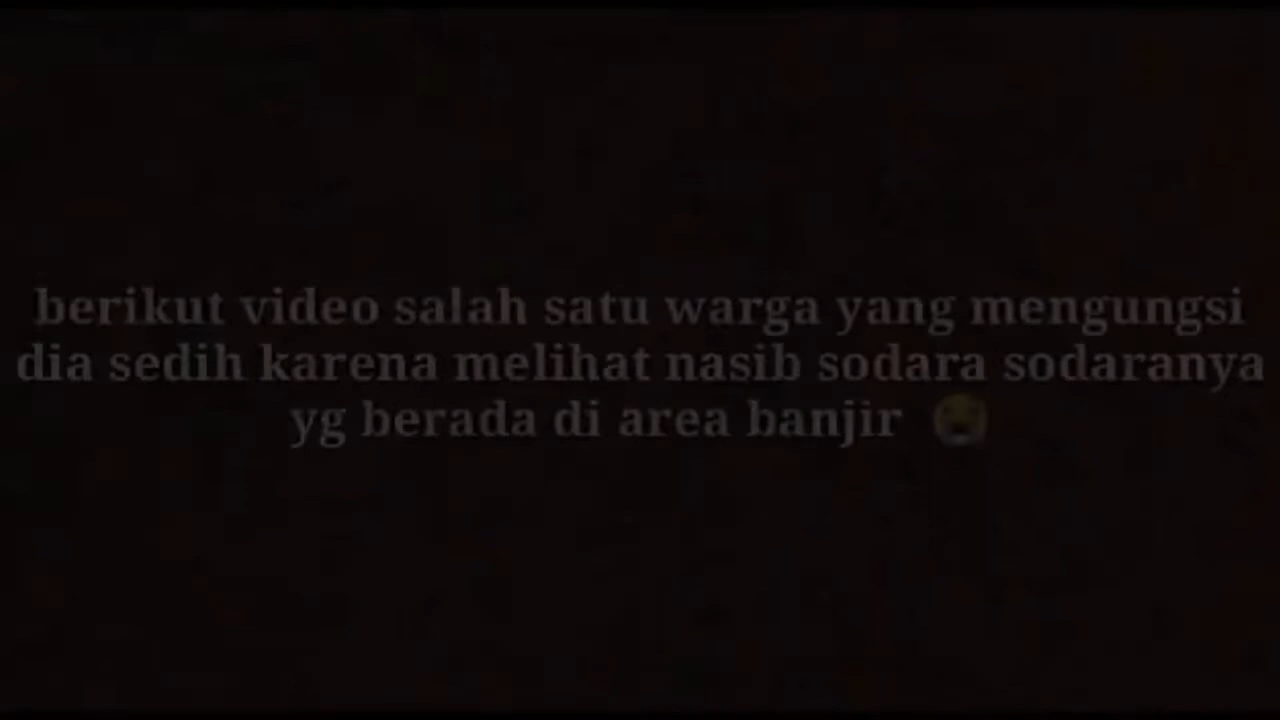 berikut video salah satu warga yang mengungsi
dia sedih karena melihat nasib sodara sodaranya
yg berada di area banjir 😭